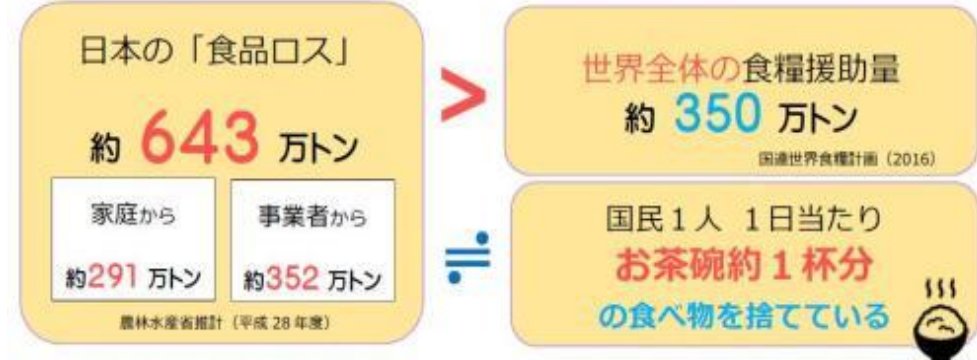 日本の「食品ロス」
約 643 万トン
家庭から
約291 万トン
事業者から
約352 万トン
農林水産省推計（平成 28 年度）
>
世界全体の食糧援助量
約 350 万トン
国連世界食糧計画（2016）
≒
国民１人 １日当たり
お茶碗約１杯分
の食べ物を捨てている